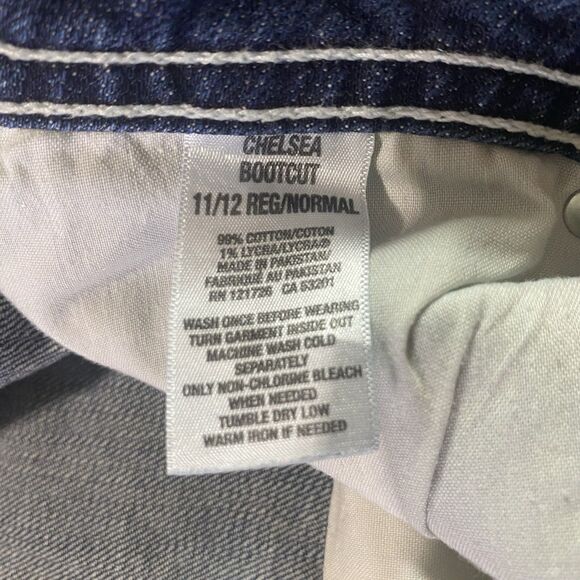 CHELSEA
BOOTCUT
11/12 REG/NORMAL
99% COTTON/COTON
1% LYCRA/LYCRA®
MADE IN PAKISTAN/
FABRIQUÉ AU PAKISTAN
RN 121726 CA 53201
WASH ONCE BEFORE WEARING
TURN GARMENT INSIDE OUT
MACHINE WASH COLD
SEPARATELY
ONLY NON-CHLORINE BLEACH
WHEN NEEDED
TUMBLE DRY LOW
WARM IRON IF NEEDED